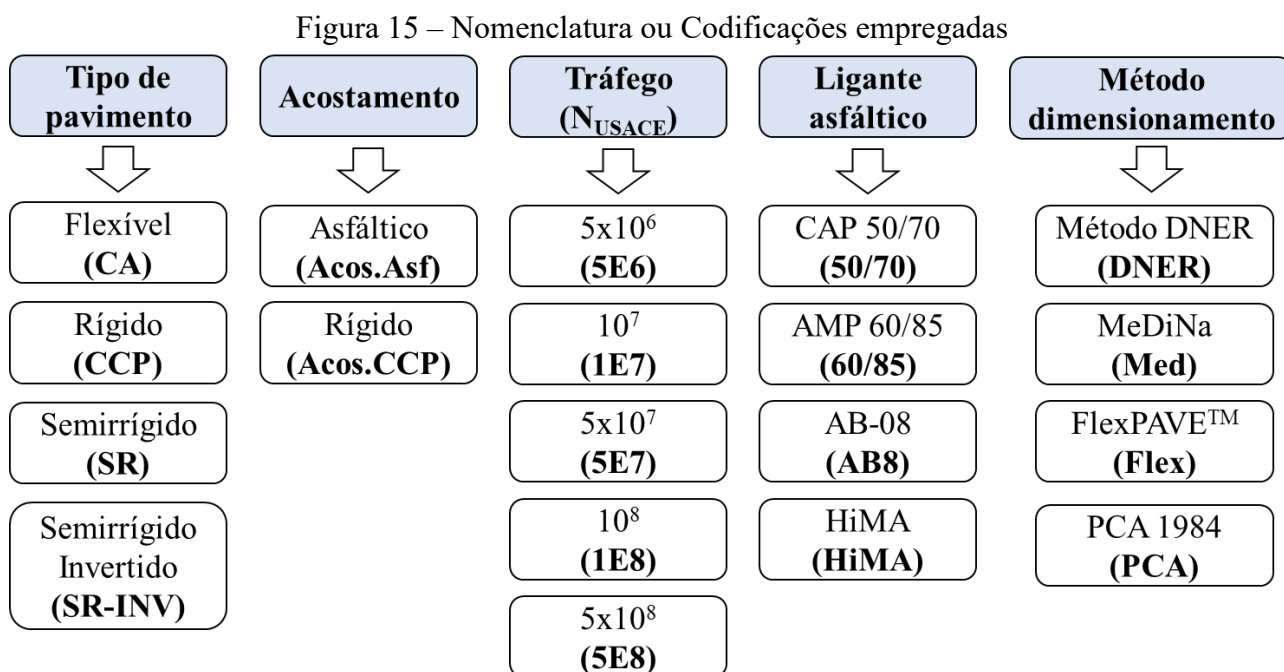 Figura 15 – Nomenclatura ou Codificações empregadas
Tipo de
pavimento
Flexível
(CA)
Rígido
(CCP)
Semirrígido
(SR)
Semirrígido
Invertido
(SR-INV)
Acostamento
Asfáltico
(Acos.Asf)
Rígido
(Acos.CCP)
Tráfego
(N_USACE)
5x10⁶
(5E6)
10⁷
(1E7)
5x10⁷
(5E7)
10⁸
(1E8)
5x10⁸
(5E8)
Ligante
asfáltico
CAP 50/70
(50/70)
AMP 60/85
(60/85)
AB-08
(AB8)
HiMA
(HiMA)
Método
dimensionamento
Método DNER
(DNER)
MeDiNa
(Med)
FlexPAVE™
(Flex)
PCA 1984
(PCA)